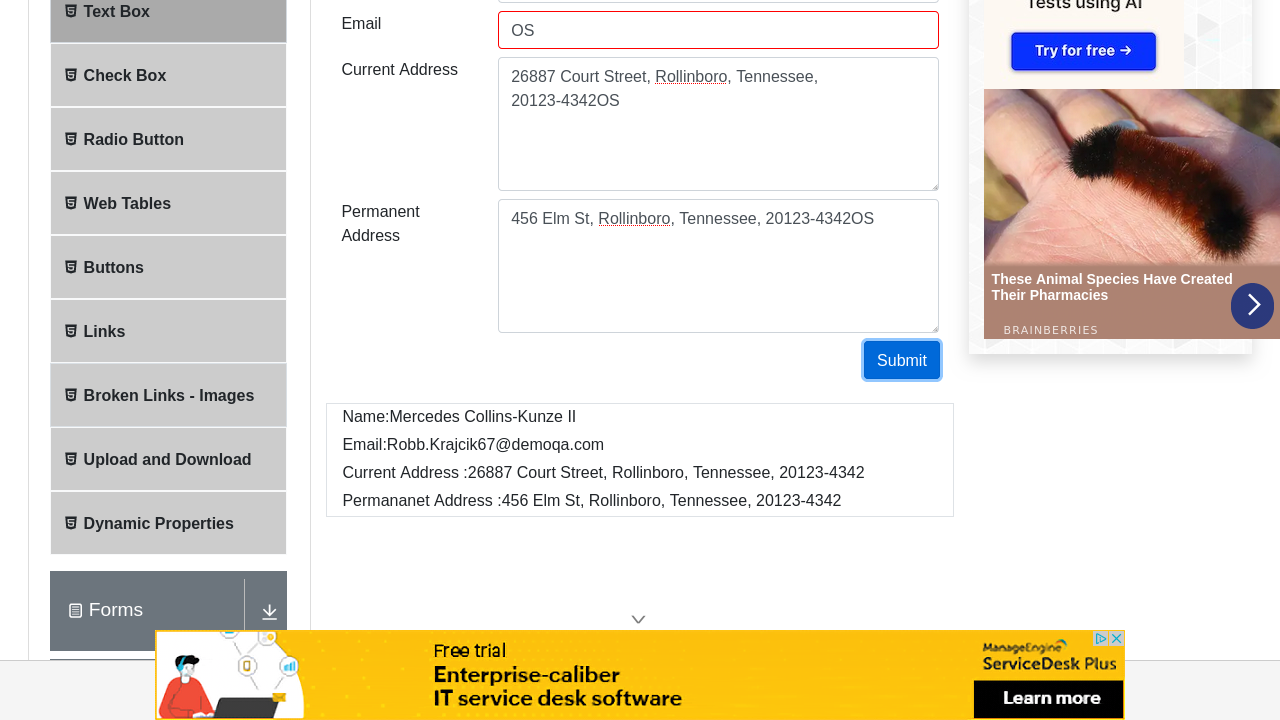 Text Box
Tests using AI
Email
OS
Try for free →
Current Address
26887 Court Street, Rollinboro, Tennessee,
20123-4342OS
Check Box
Radio Button
Web Tables
Permanent
Address
456 Elm St, Rollinboro, Tennessee, 20123-4342OS
Buttons
These Animal Species Have Created
Their Pharmacies
BRAINBERRIES
Links
Submit
Broken Links - Images
Name:Mercedes Collins-Kunze II
Email:Robb.Krajcik67@demoqa.com
Upload and Download
Current Address :26887 Court Street, Rollinboro, Tennessee, 20123-4342
Permananet Address :456 Elm St, Rollinboro, Tennessee, 20123-4342
Dynamic Properties
Forms
Free trial
Enterprise-caliber
IT service desk software
ManageEngine
ServiceDesk Plus
Learn more